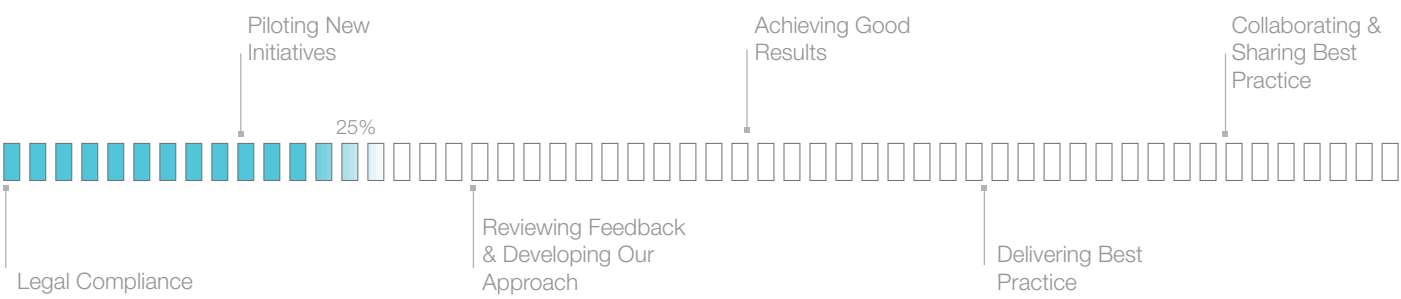 Piloting New
Initiatives
Achieving Good
Results
Collaborating &
Sharing Best
Practice
25%
Legal Compliance
Reviewing Feedback
& Developing Our
Approach
Delivering Best
Practice